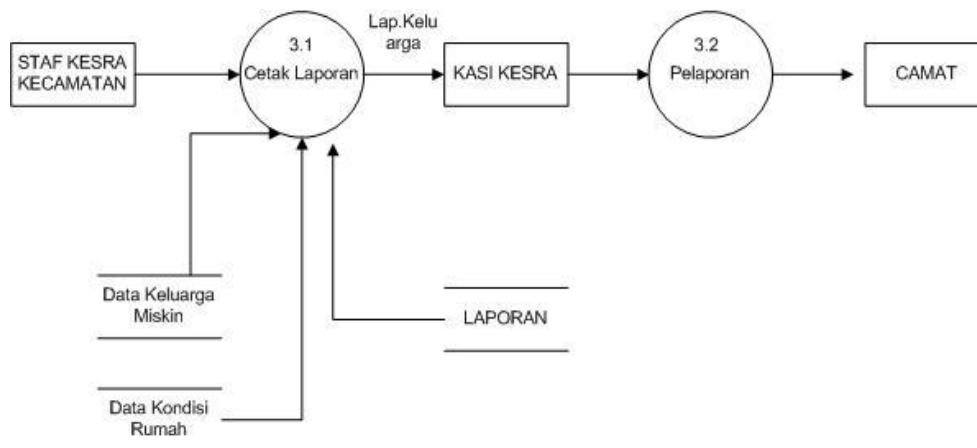 STAF KESRA
KECAMATAN
3.1
Cetak Laporan
Lap.Kelu
arga
KASI KESRA
3.2
Pelaporan
CAMAT
Data Keluarga
Miskin
LAPORAN
Data Kondisi
Rumah